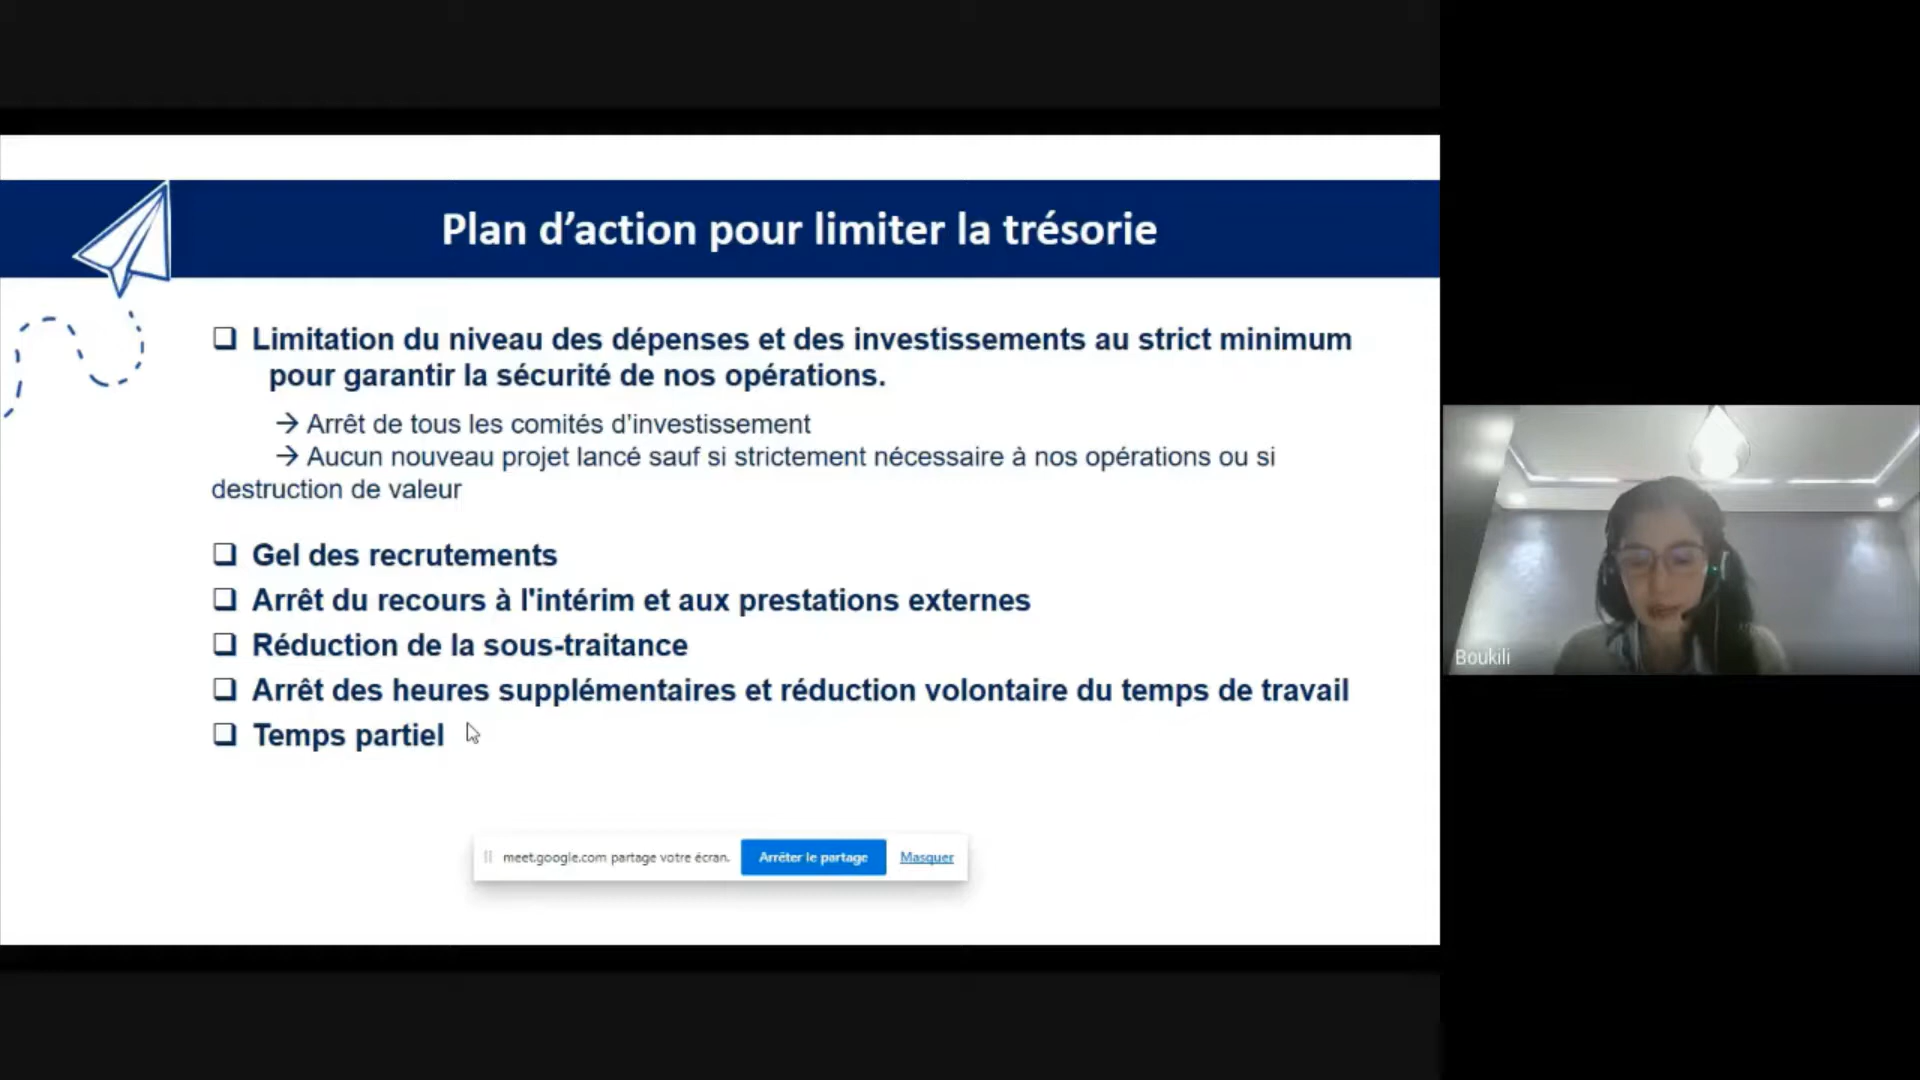 Plan d’action pour limiter la trésorie
❑ Limitation du niveau des dépenses et des investissements au strict minimum
pour garantir la sécurité de nos opérations.
→ Arrêt de tous les comités d’investissement
→ Aucun nouveau projet lancé sauf si strictement nécessaire à nos opérations ou si
destruction de valeur
❑ Gel des recrutements
❑ Arrêt du recours à l'intérim et aux prestations externes
❑ Réduction de la sous-traitance
❑ Arrêt des heures supplémentaires et réduction volontaire du temps de travail
❑ Temps partiel
meet.google.com partage votre écran. Arrêter le partage Masquer
Boukili